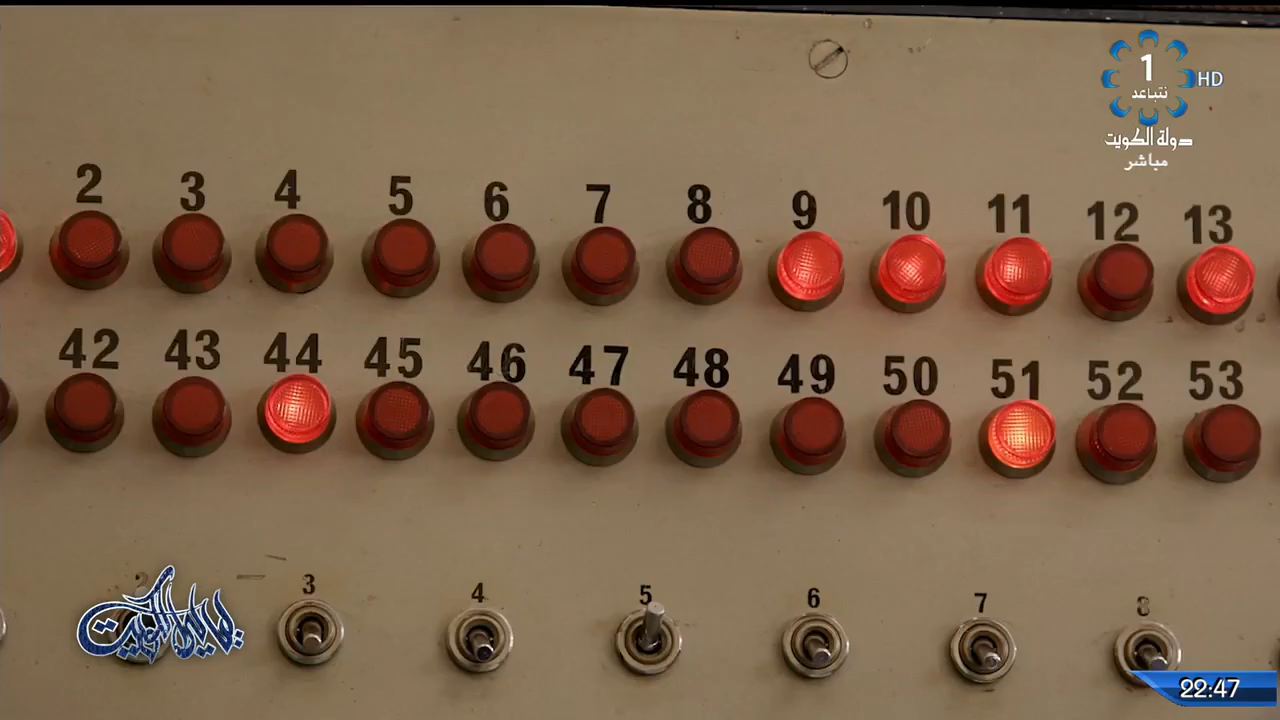 1
HD
نتباعد
دولة الكويت
مباشر
2 3 4 5 6 7 8 9 10 11 12 13
42 43 44 45 46 47 48 49 50 51 52 53
2 3 4 5 6 7 8
22:47